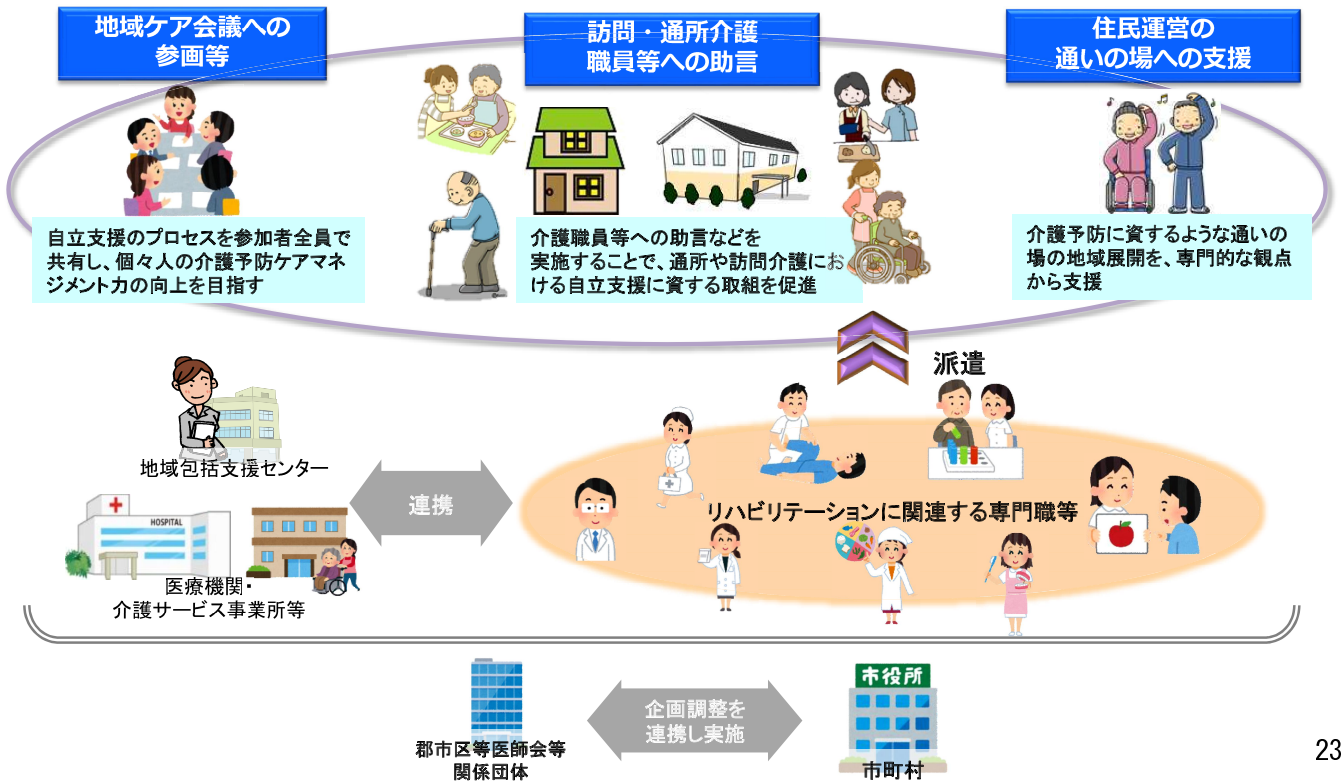 地域ケア会議への
参画等
訪問・通所介護
職員等への助言
住民運営の
通いの場への支援
自立支援のプロセスを参加者全員で
共有し、個々人の介護予防ケアマネ
ジメント力の向上を目指す
介護職員等への助言などを
実施することで、通所や訪問介護にお
ける自立支援に資する取組を促進
介護予防に資するような通いの
場の地域展開を、専門的な観点
から支援
派遣
地域包括支援センター
連携
リハビリテーションに関連する専門職等
HOSPITAL
医療機関・
介護サービス事業所等
市役所
企画調整を
連携し実施
郡市区等医師会等
関係団体
市町村
23